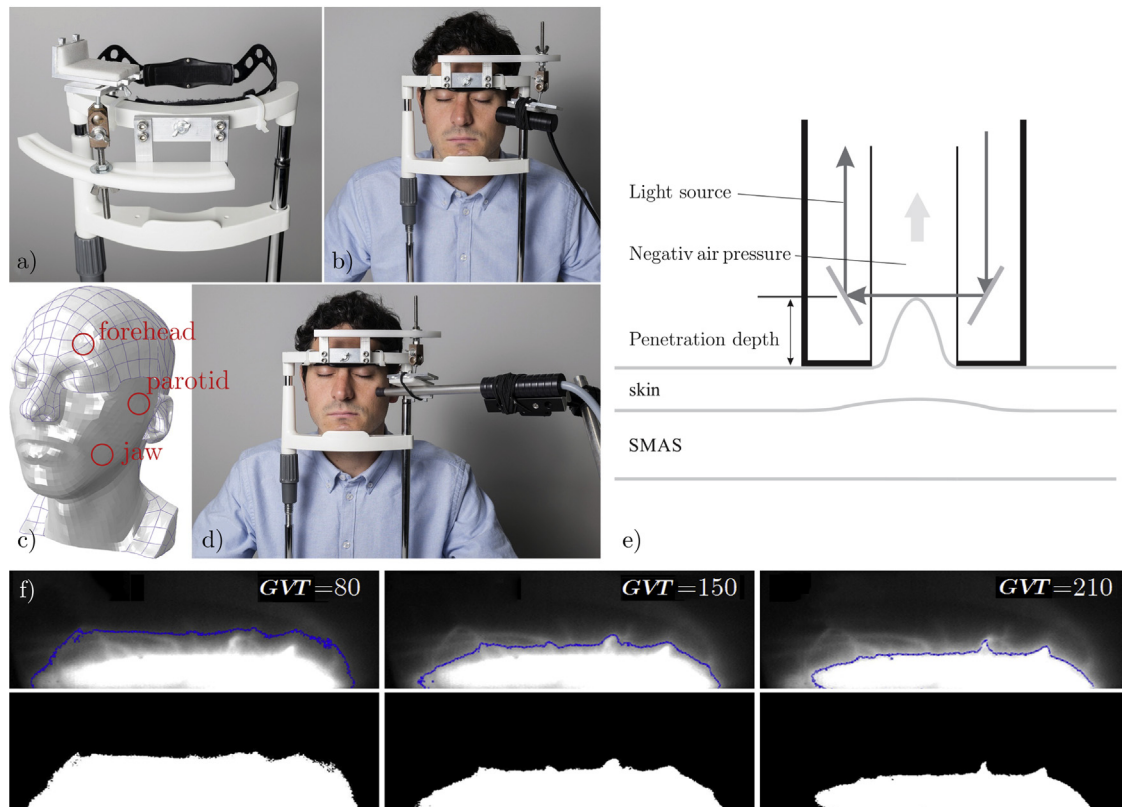 a)
b)
c)
forehead
parotid
jaw
d)
Light source
Negativ air pressure
Penetration depth
skin
SMAS
e)
f)
GVT=80
GVT=150
GVT=210